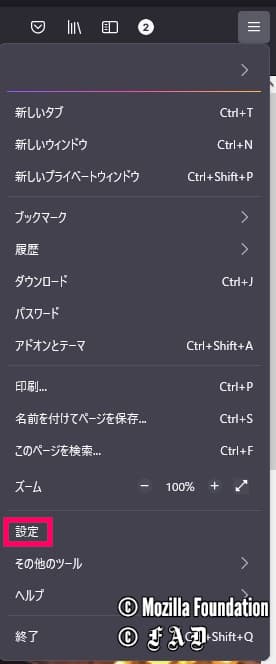 2
新しいタブ Ctrl+T
新しいウィンドウ Ctrl+N
新しいプライベートウィンドウ Ctrl+Shift+P
ブックマーク
履歴
ダウンロード Ctrl+J
パスワード
アドオンとテーマ Ctrl+Shift+A
印刷... Ctrl+P
名前を付けてページを保存... Ctrl+S
このページを検索... Ctrl+F
ズーム − 100% +
設定
その他のツール
ヘルプ
© Mozilla Foundation
© FAD
終了 Ctrl+Shift+Q